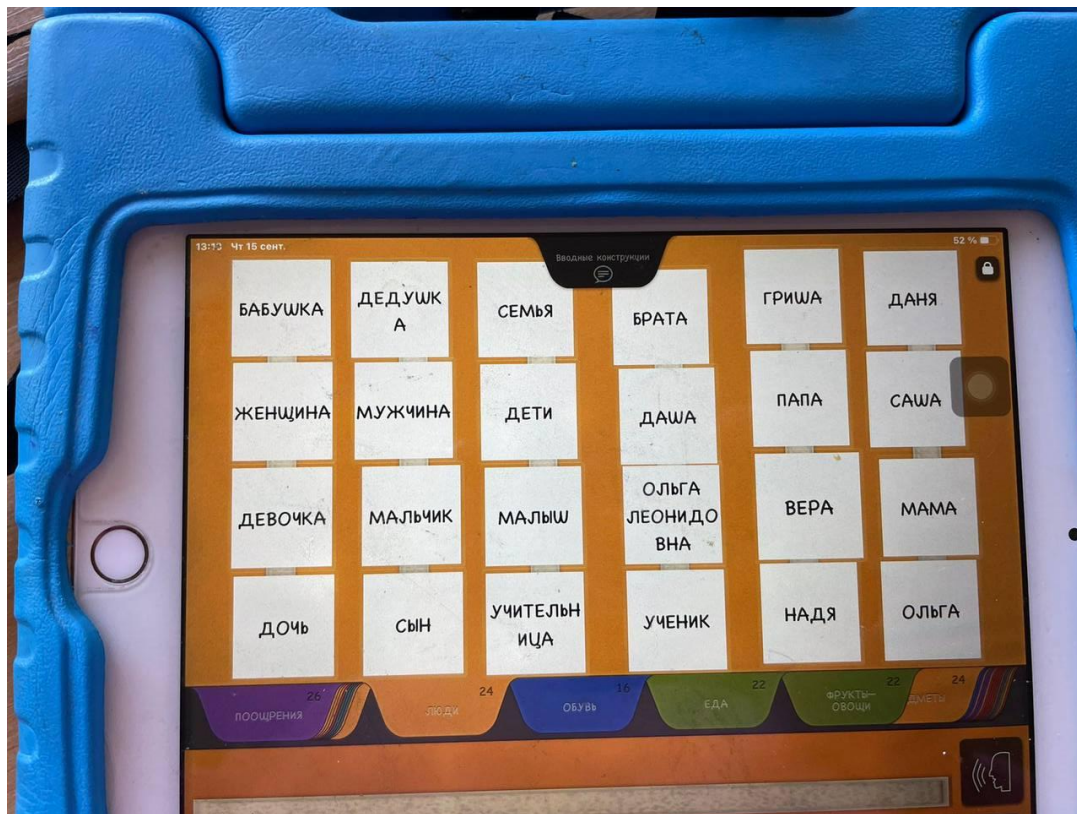 13:13 Чт 15 сент.
52 %
Вводные конструкции
БАБУШКА
ДЕДУШК
А
СЕМЬЯ
БРАТА
ГРИША
ДАНЯ
ЖЕНЩИНА
МУЖЧИНА
ДЕТИ
ДАША
ПАПА
САША
ДЕВОЧКА
МАЛЬЧИК
МАЛЫШ
ОЛЬГА
ЛЕОНИДО
ВНА
ВЕРА
МАМА
ДОЧЬ
СЫН
УЧИТЕЛЬН
ИЦА
УЧЕНИК
НАДЯ
ОЛЬГА
26
ПООЩРЕНИЯ
24
ЛЮДИ
16
ОБУВЬ
22
ЕДА
22
ФРУКТЫ—
ОВОЩИ
24
ДМЕТЫ